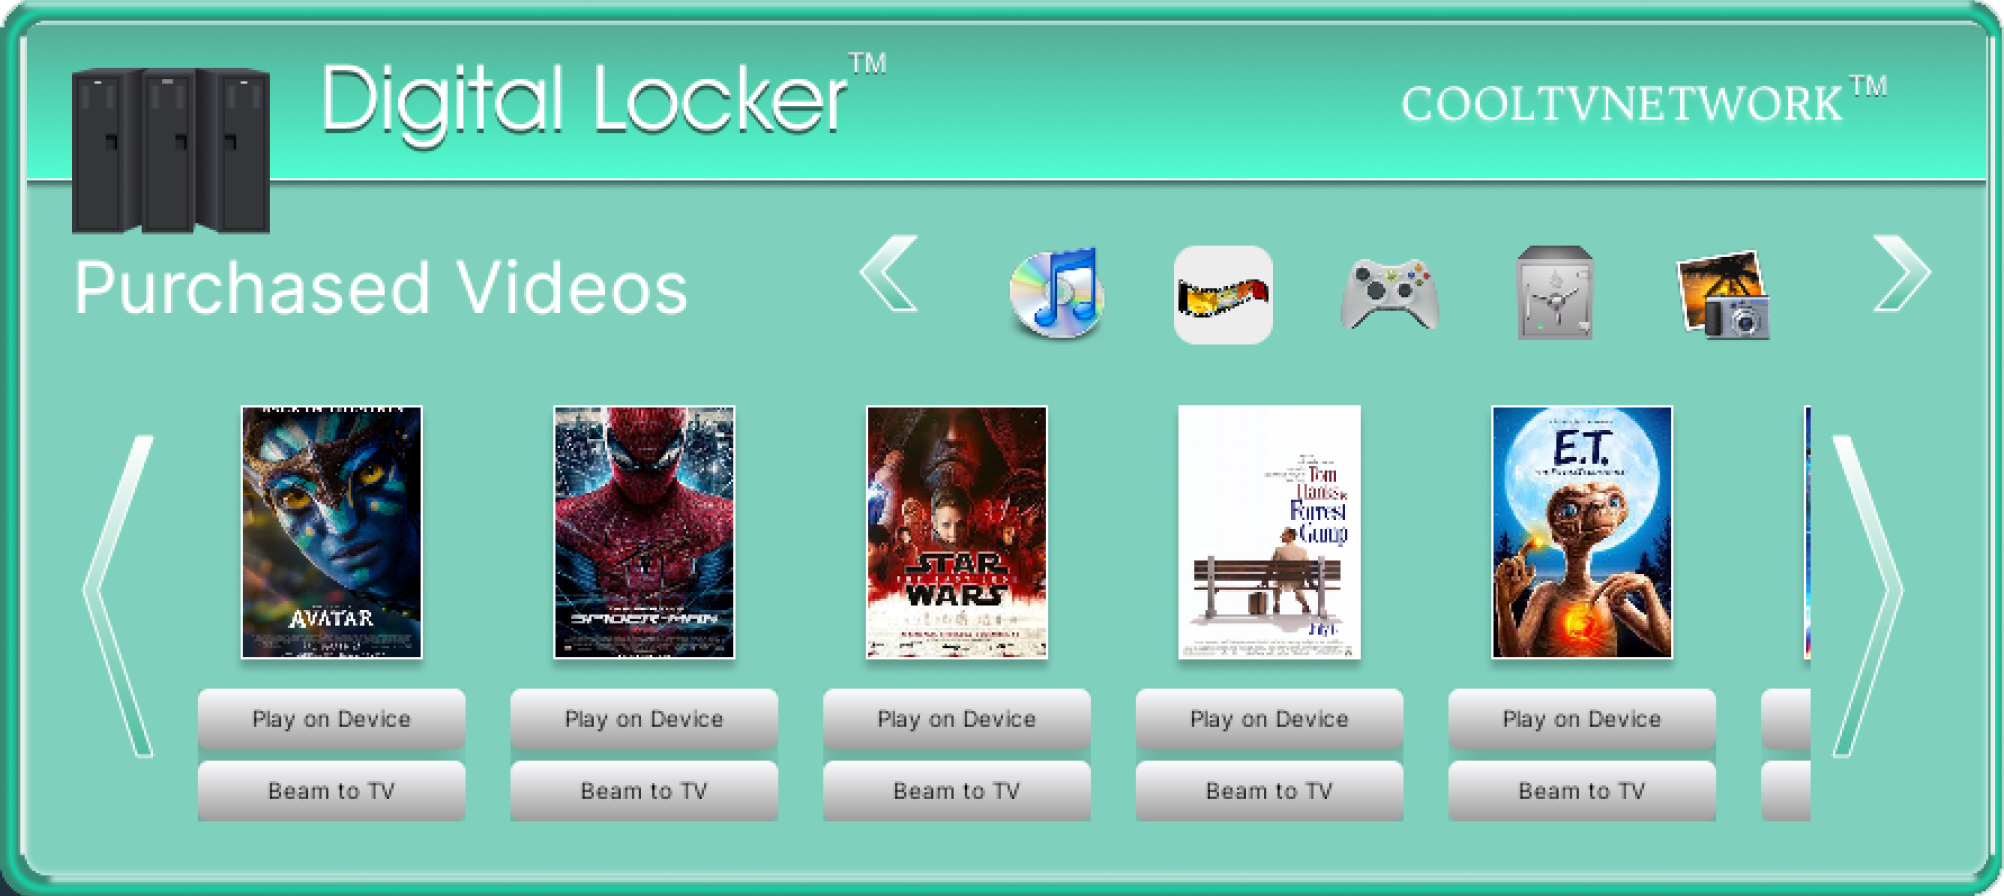 Digital Locker™
COOLTVNETWORK™
Purchased Videos
AVATAR
SPIDER-MAN
STAR
WARS
Tom
Hanks is
Forrest
Gump
E.T.
Play on Device
Play on Device
Play on Device
Play on Device
Play on Device
Beam to TV
Beam to TV
Beam to TV
Beam to TV
Beam to TV